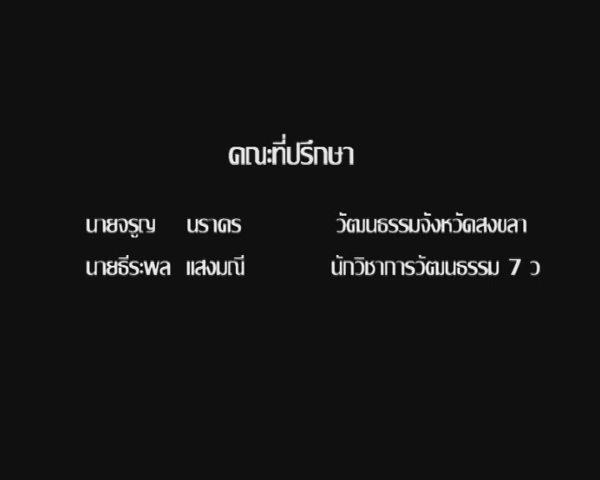 คณะที่ปรึกษา
นายจรูญ นราคร วัฒนธรรมจังหวัดสงขลา
นายธีระพล แสงมณี นักวิชาการวัฒนธรรม 7 ว